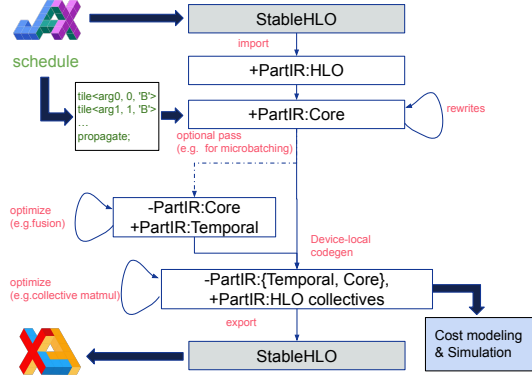 JAX
StableHLO
import
schedule
+PartIR:HLO
tile<arg0, 0, 'B'>
tile<arg1, 1, 'B'>
...
propagate;
+PartIR:Core
rewrites
optional pass
(e.g. for microbatching)
optimize
(e.g.fusion)
-PartIR:Core
+PartIR:Temporal
Device-local
codegen
optimize
(e.g.collective matmul)
-PartIR:{Temporal, Core},
+PartIR:HLO collectives
export
Cost modeling
& Simulation
XLA
StableHLO